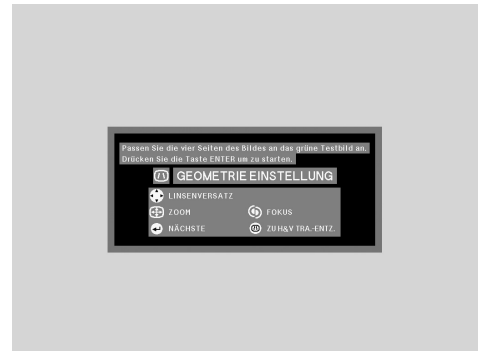 Passen Sie die vier Seiten des Bildes an das grüne Testbild an.
Drücken Sie die Taste ENTER um zu starten.
GEOMETRIE EINSTELLUNG
LINSENVERSATZ
ZOOM FOKUS
NÄCHSTE ZU H&V TRA.-ENTZ.